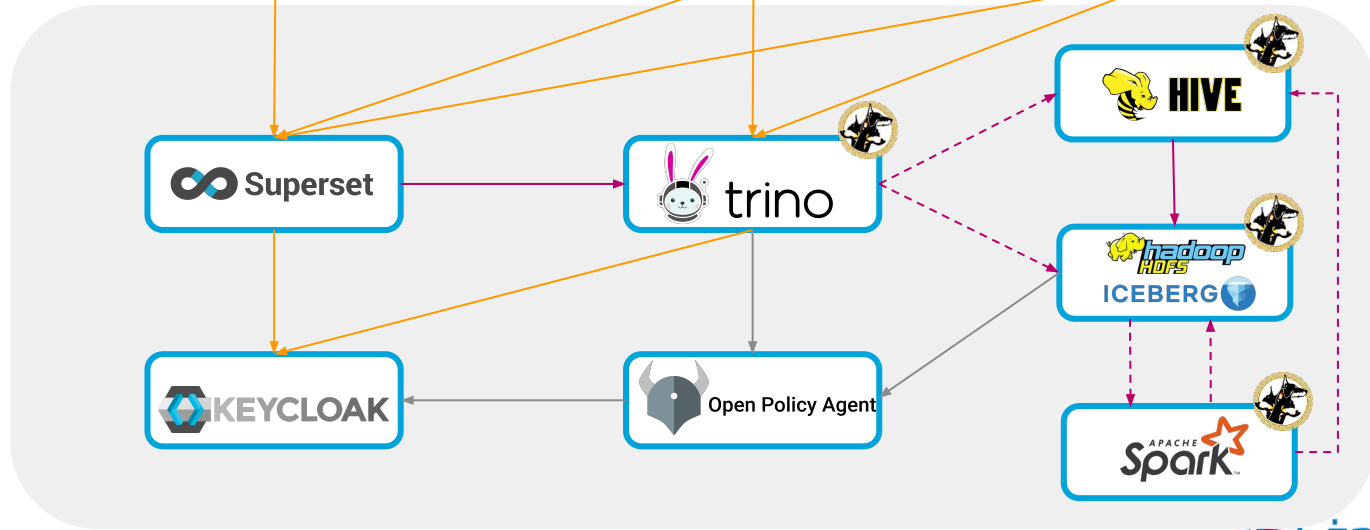 HIVE
Superset
trino
hadoop
HDFS
ICEBERG
KEYCLOAK
Open Policy Agent
APACHE
Spark